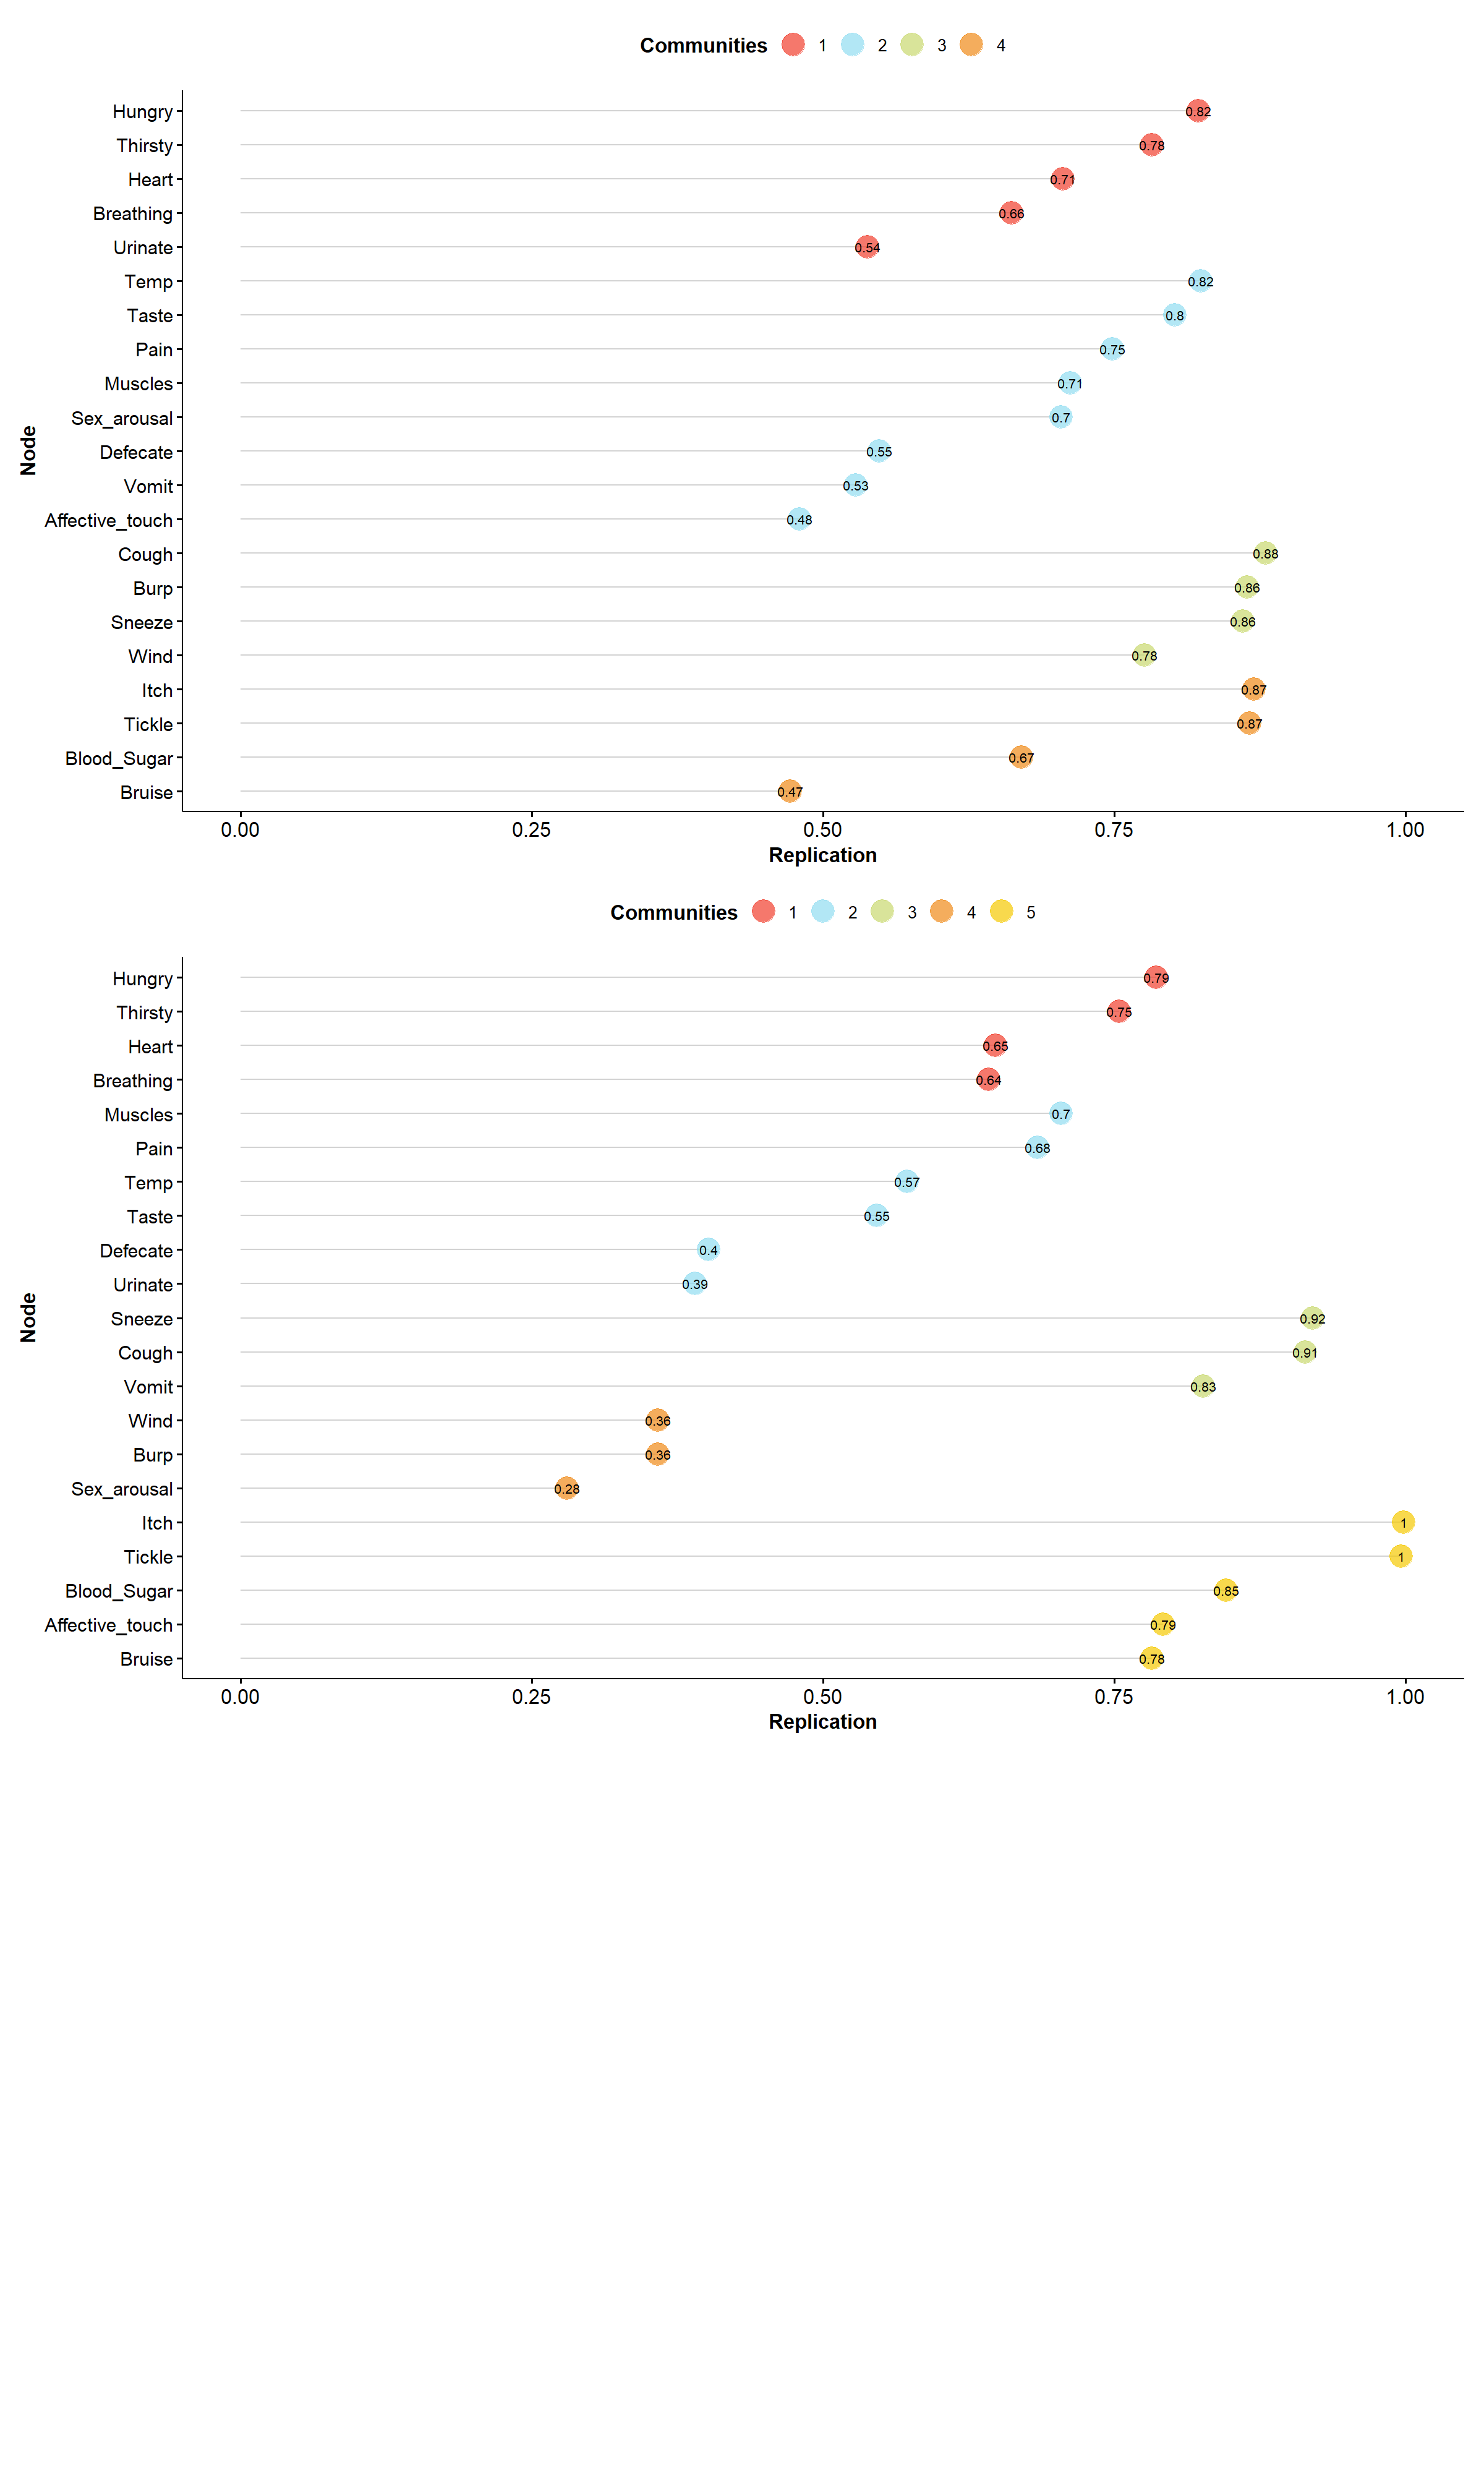 Communities 1 2 3 4
Hungry 0.82
Thirsty 0.78
Heart 0.71
Breathing 0.66
Urinate 0.54
Temp 0.82
Taste 0.8
Pain 0.75
Muscles 0.71
Sex_arousal 0.7
Defecate 0.55
Vomit 0.53
Affective_touch 0.48
Cough 0.88
Burp 0.86
Sneeze 0.86
Wind 0.78
Itch 0.87
Tickle 0.87
Blood_Sugar 0.67
Bruise 0.47
Node
0.00 0.25 0.50 0.75 1.00
Replication
Communities 1 2 3 4 5
Hungry 0.79
Thirsty 0.75
Heart 0.65
Breathing 0.64
Muscles 0.7
Pain 0.68
Temp 0.57
Taste 0.55
Defecate 0.4
Urinate 0.39
Sneeze 0.92
Cough 0.91
Vomit 0.83
Wind 0.36
Burp 0.36
Sex_arousal 0.28
Itch 1
Tickle 1
Blood_Sugar 0.85
Affective_touch 0.79
Bruise 0.78
Node
0.00 0.25 0.50 0.75 1.00
Replication